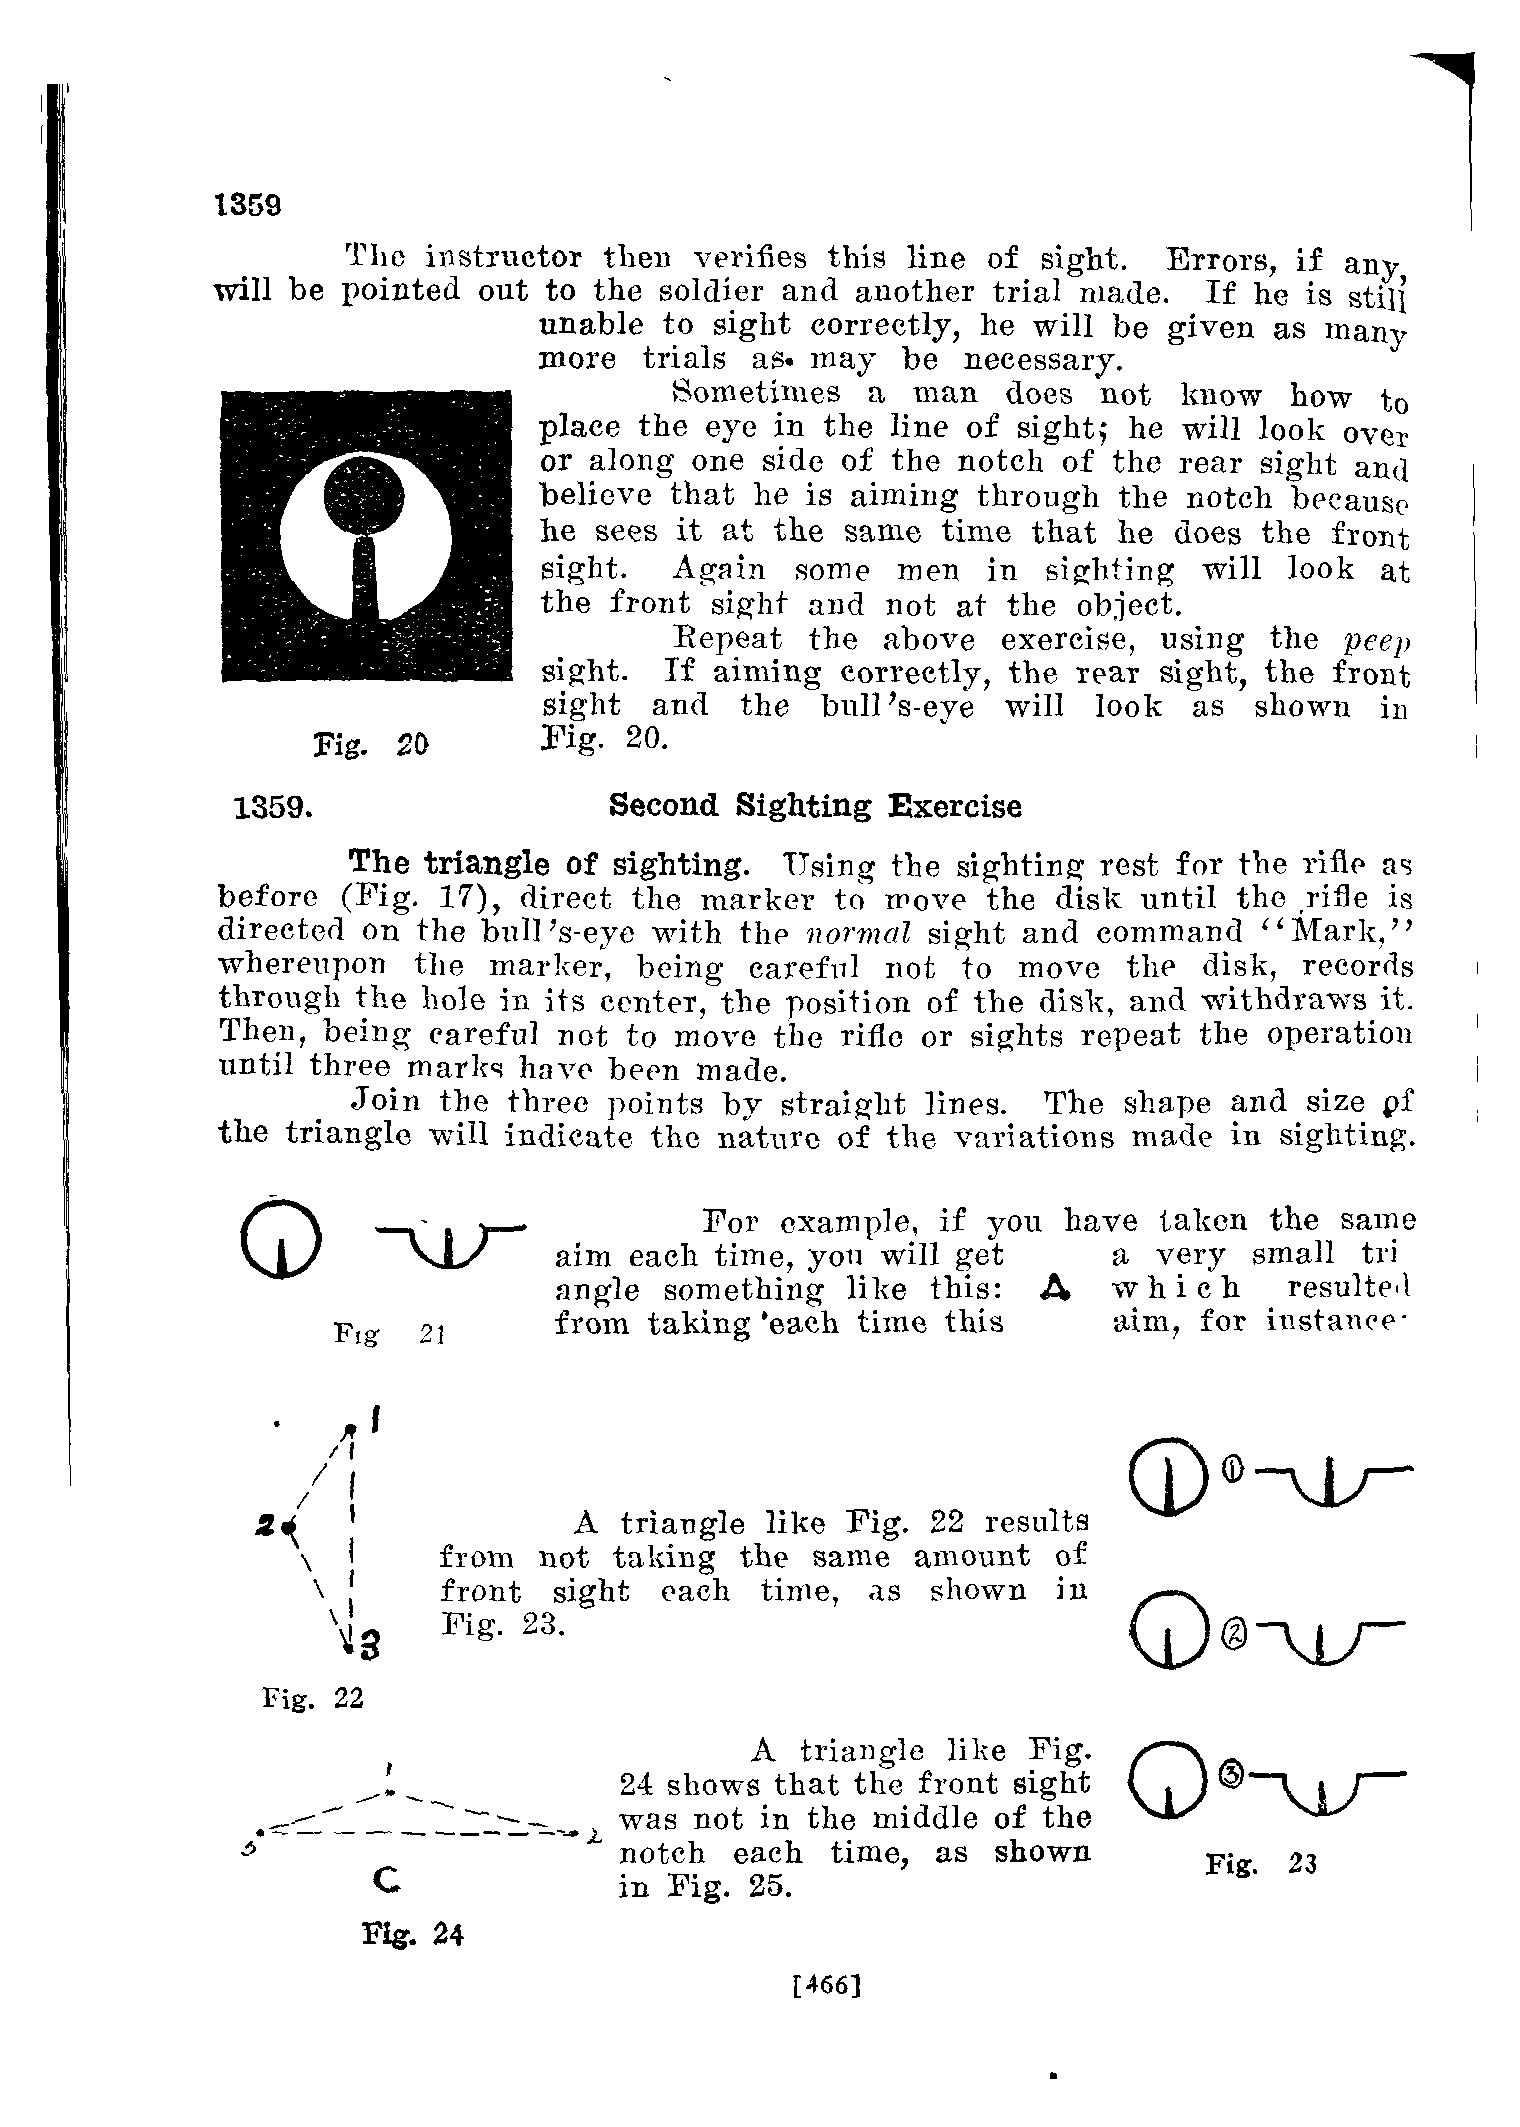 1359
The instructor then verifies this line of sight. Errors, if any,
will be pointed out to the soldier and another trial made. If he is still
unable to sight correctly, he will be given as many
more trials as may be necessary.
Sometimes a man does not know how to
place the eye in the line of sight; he will look over
or along one side of the notch of the rear sight and
believe that he is aiming through the notch because
he sees it at the same time that he does the front
sight. Again some men in sighting will look at
the front sight and not at the object.
Repeat the above exercise, using the peep
sight. If aiming correctly, the rear sight, the front
sight and the bull's-eye will look as shown in
Fig. 20.
Fig. 20
1359. Second Sighting Exercise
The triangle of sighting. Using the sighting rest for the rifle as
before (Fig. 17), direct the marker to move the disk until the rifle is
directed on the bull's-eye with the normal sight and command "Mark,"
whereupon the marker, being careful not to move the disk, records
through the hole in its center, the position of the disk, and withdraws it.
Then, being careful not to move the rifle or sights repeat the operation
until three marks have been made.
Join the three points by straight lines. The shape and size of
the triangle will indicate the nature of the variations made in sighting.
For example, if you have taken the same
aim each time, you will get a very small tri
angle something like this: which resulted
from taking each time this aim, for instance·
Fig 21
1
2
3
Fig. 22
A triangle like Fig. 22 results
from not taking the same amount of
front sight each time, as shown in
Fig. 23.
①
②
③
Fig. 23
A triangle like Fig.
24 shows that the front sight
was not in the middle of the
notch each time, as shown
in Fig. 25.
1
2
3
C
Fig. 24
[466]